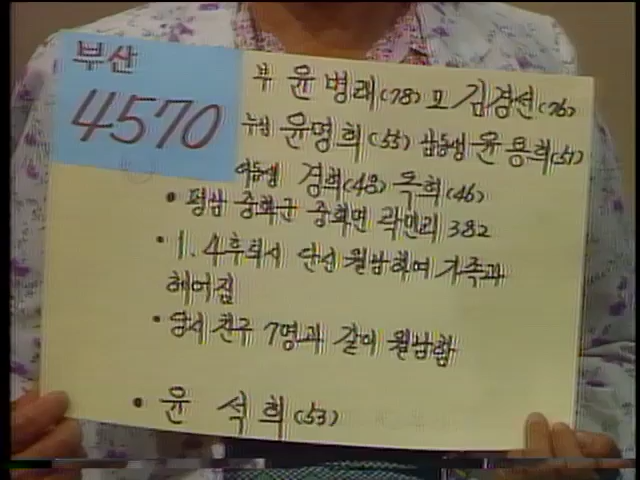 부산
4570
부 윤병래(78) 모 김경선(76)
누님 윤명희(55) 남동생 윤용희(51)
여동생 경희(48) 옥희(46)
• 평남 중화군 중화면 곽민리 382
• 1.4후퇴시 단신 월남하여 가족과
헤어짐
• 당시 친구 7명과 같이 월남함
• 윤석희(53)